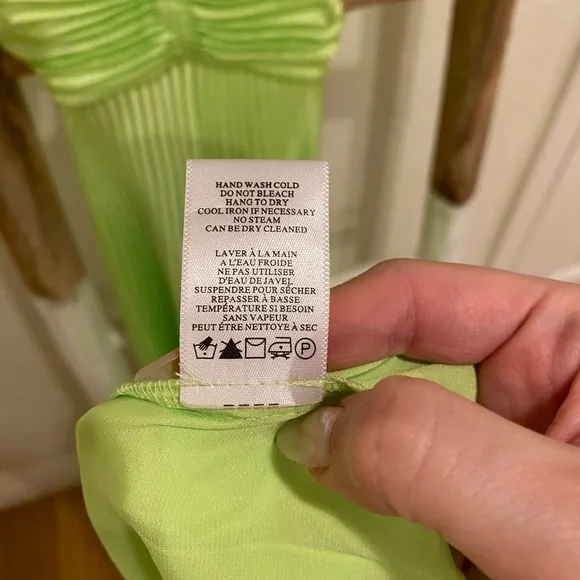 HAND WASH COLD
DO NOT BLEACH
HANG TO DRY
COOL IRON IF NECESSARY
NO STEAM
CAN BE DRY CLEANED
LAVER À LA MAIN
A L'EAU FROIDE
NE PAS UTILISER
D'EAU DE JAVEL
SUSPENDRE POUR SÉCHER
REPASSER À BASSE
TEMPÉRATURE SI BESOIN
SANS VAPEUR
PEUT ÉTRE NETTOYE À SEC
P